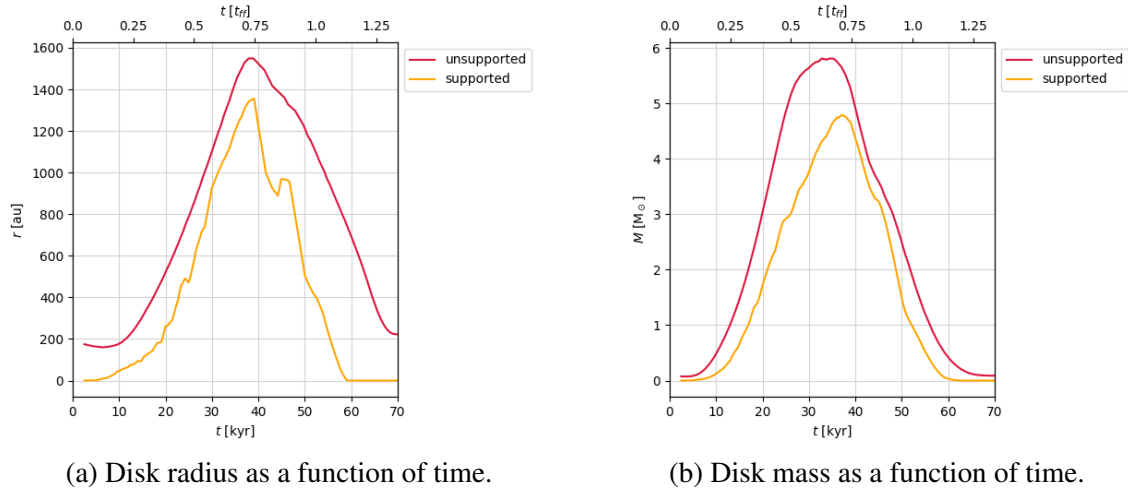 t [t_ff]
0.0 0.25 0.5 0.75 1.0 1.25
1600
1400
1200
1000
800
600
400
200
0
r [au]
0 10 20 30 40 50 60 70
t [kyr]
unsupported
supported
(a) Disk radius as a function of time.
t [t_ff]
0.0 0.25 0.5 0.75 1.0 1.25
6
5
4
3
2
1
0
M [M_⊙]
0 10 20 30 40 50 60 70
t [kyr]
unsupported
supported
(b) Disk mass as a function of time.